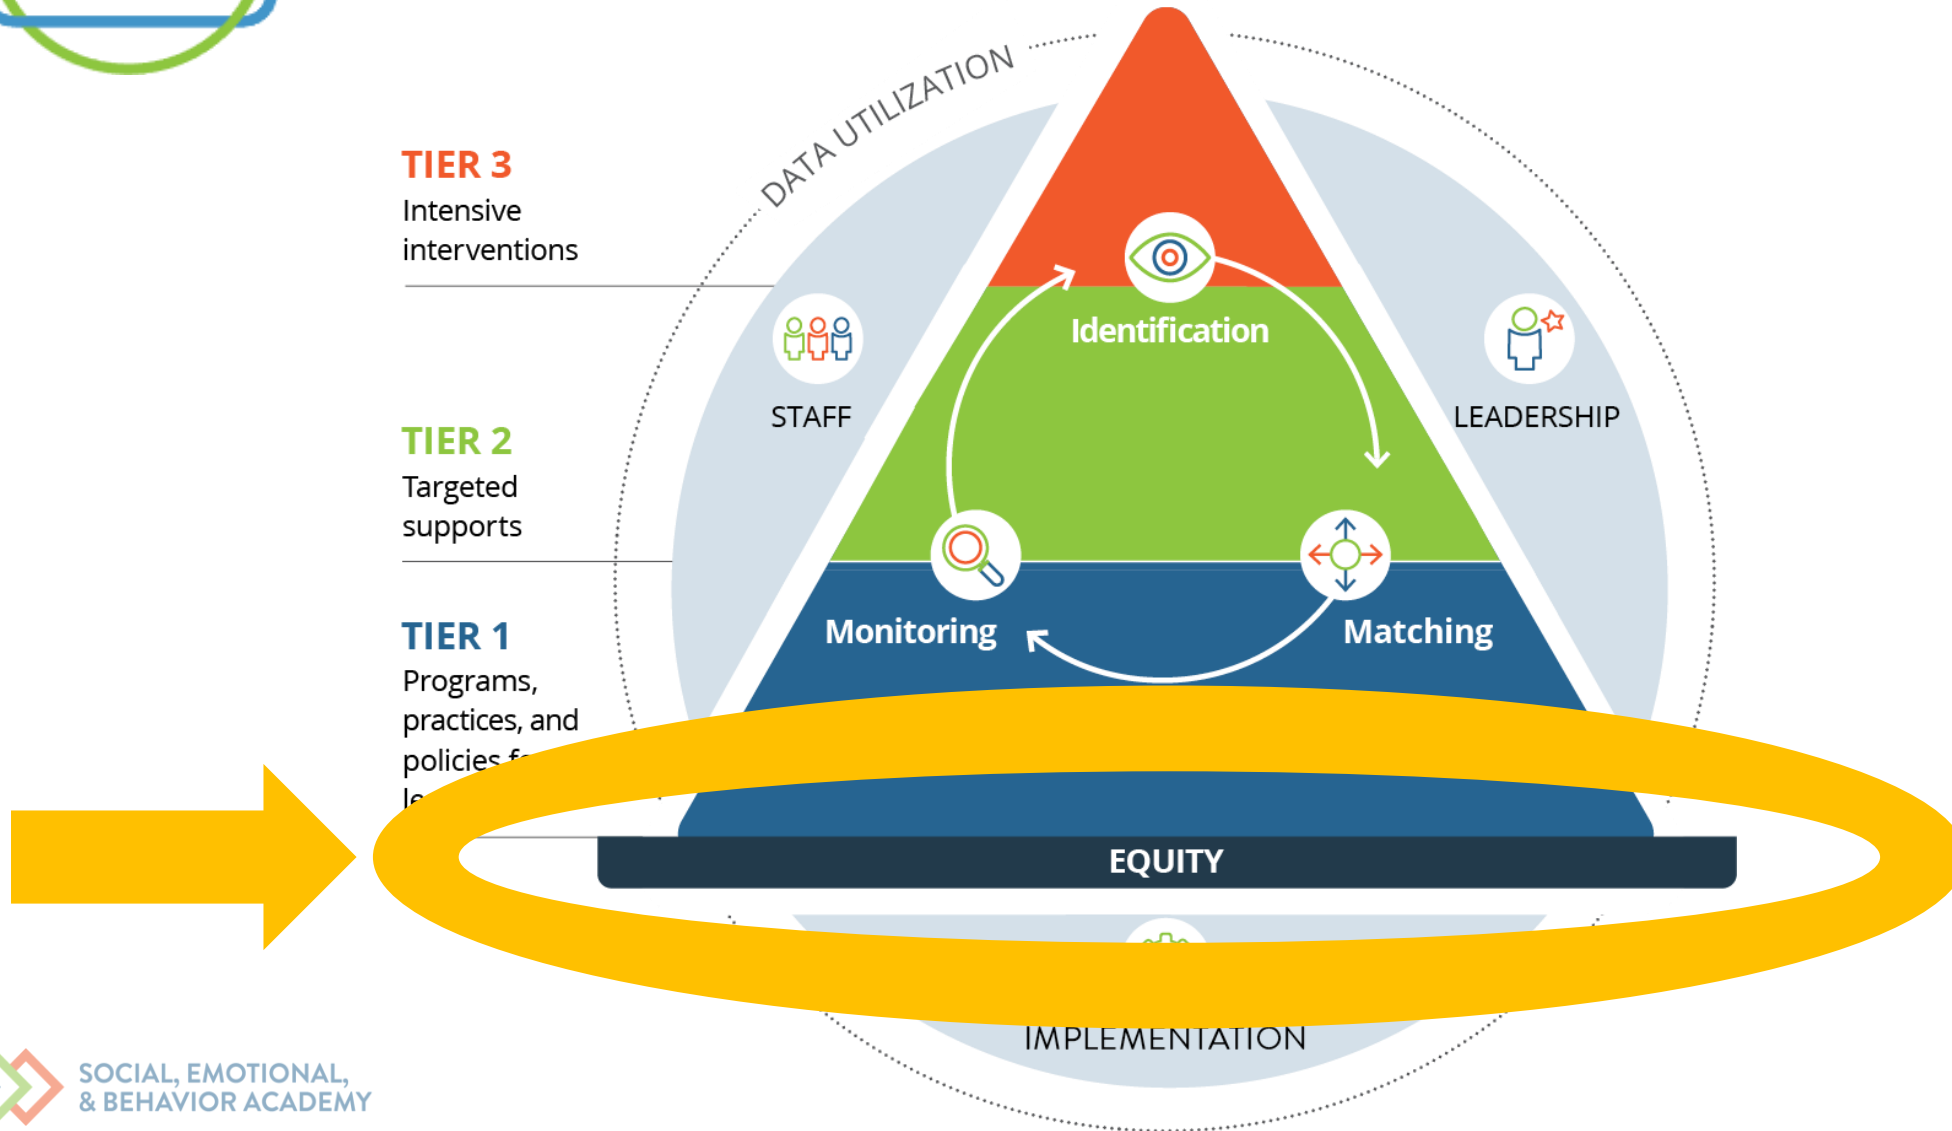 DATA UTILIZATION
TIER 3
Intensive
interventions
Identification
STAFF
LEADERSHIP
TIER 2
Targeted
supports
TIER 1
Programs,
practices, and
policies
Monitoring
Matching
EQUITY
IMPLEMENTATION
SOCIAL, EMOTIONAL,
& BEHAVIOR ACADEMY